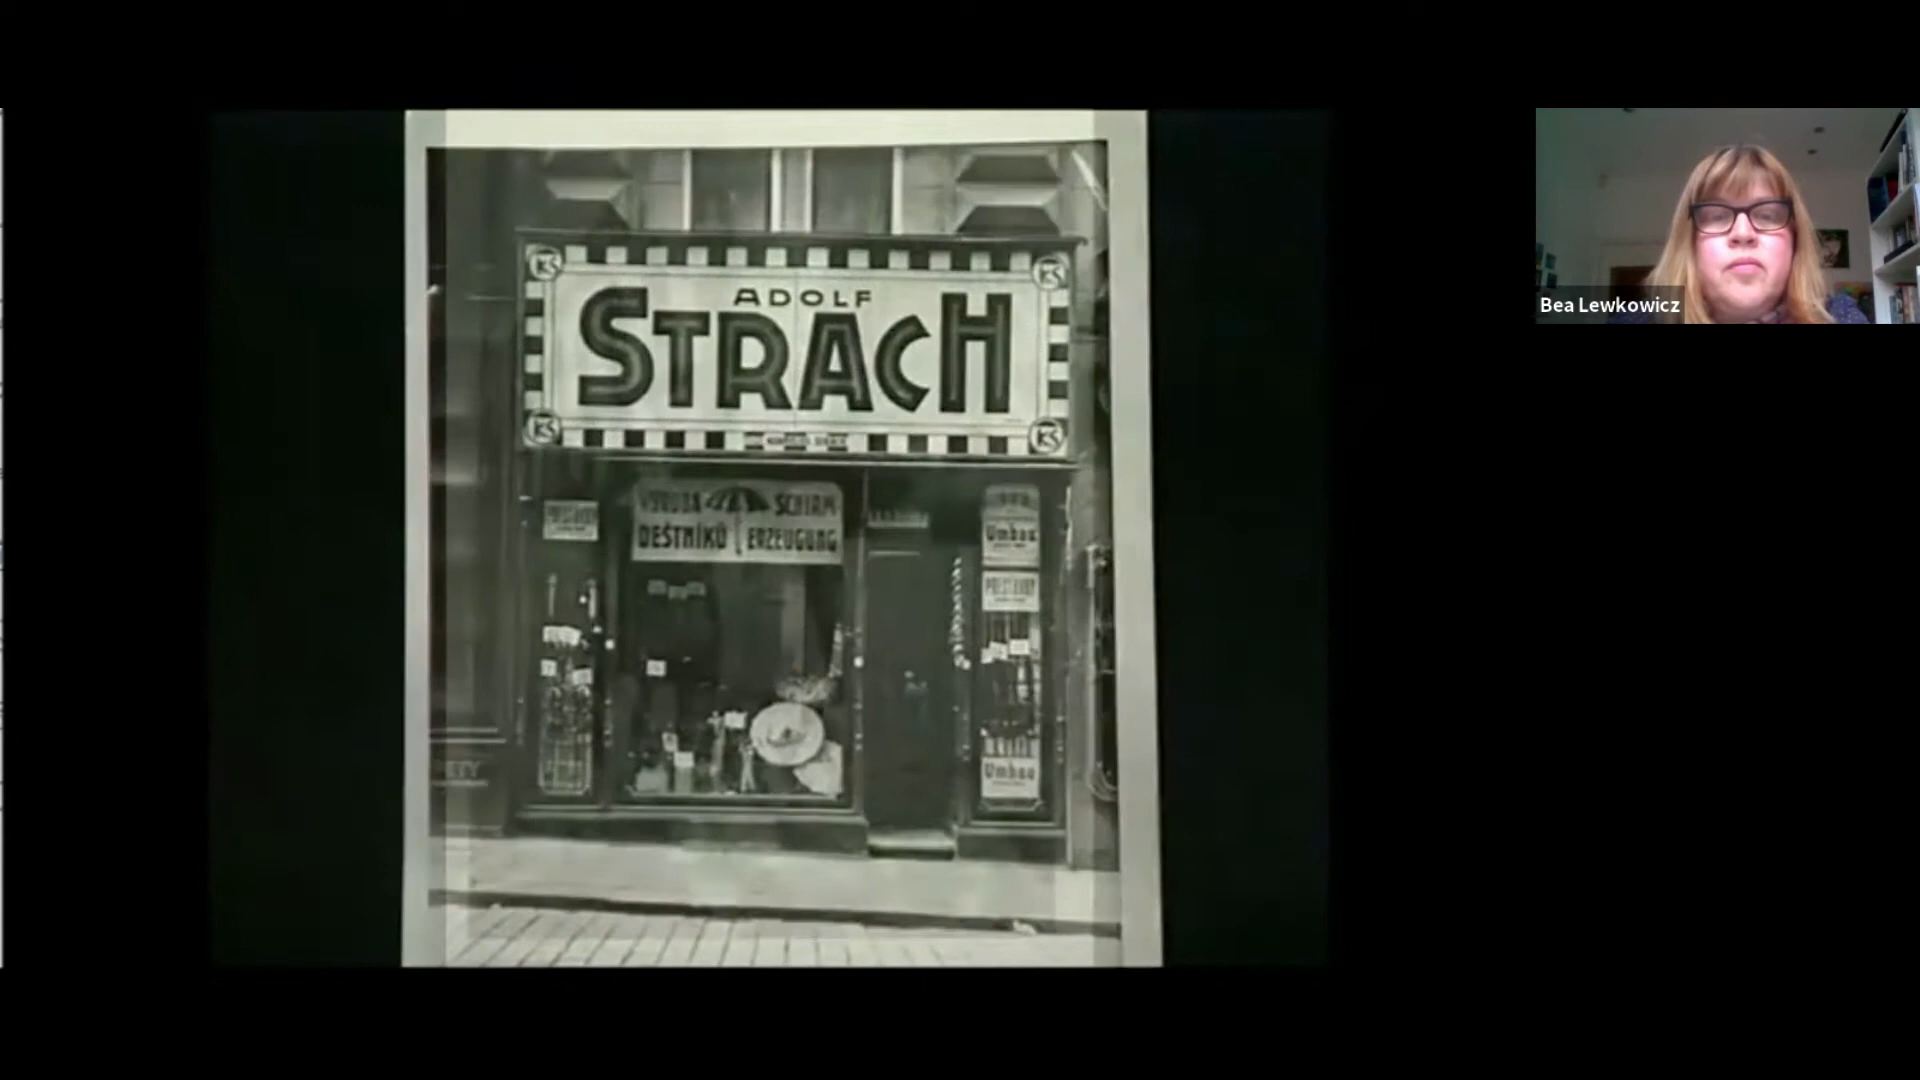 ADOLF
STRACH
VÝROBA SCHIRM
DEŠTNÍKŮ ERZEUGUNG
Umbau
Umbau
Bea Lewkowicz